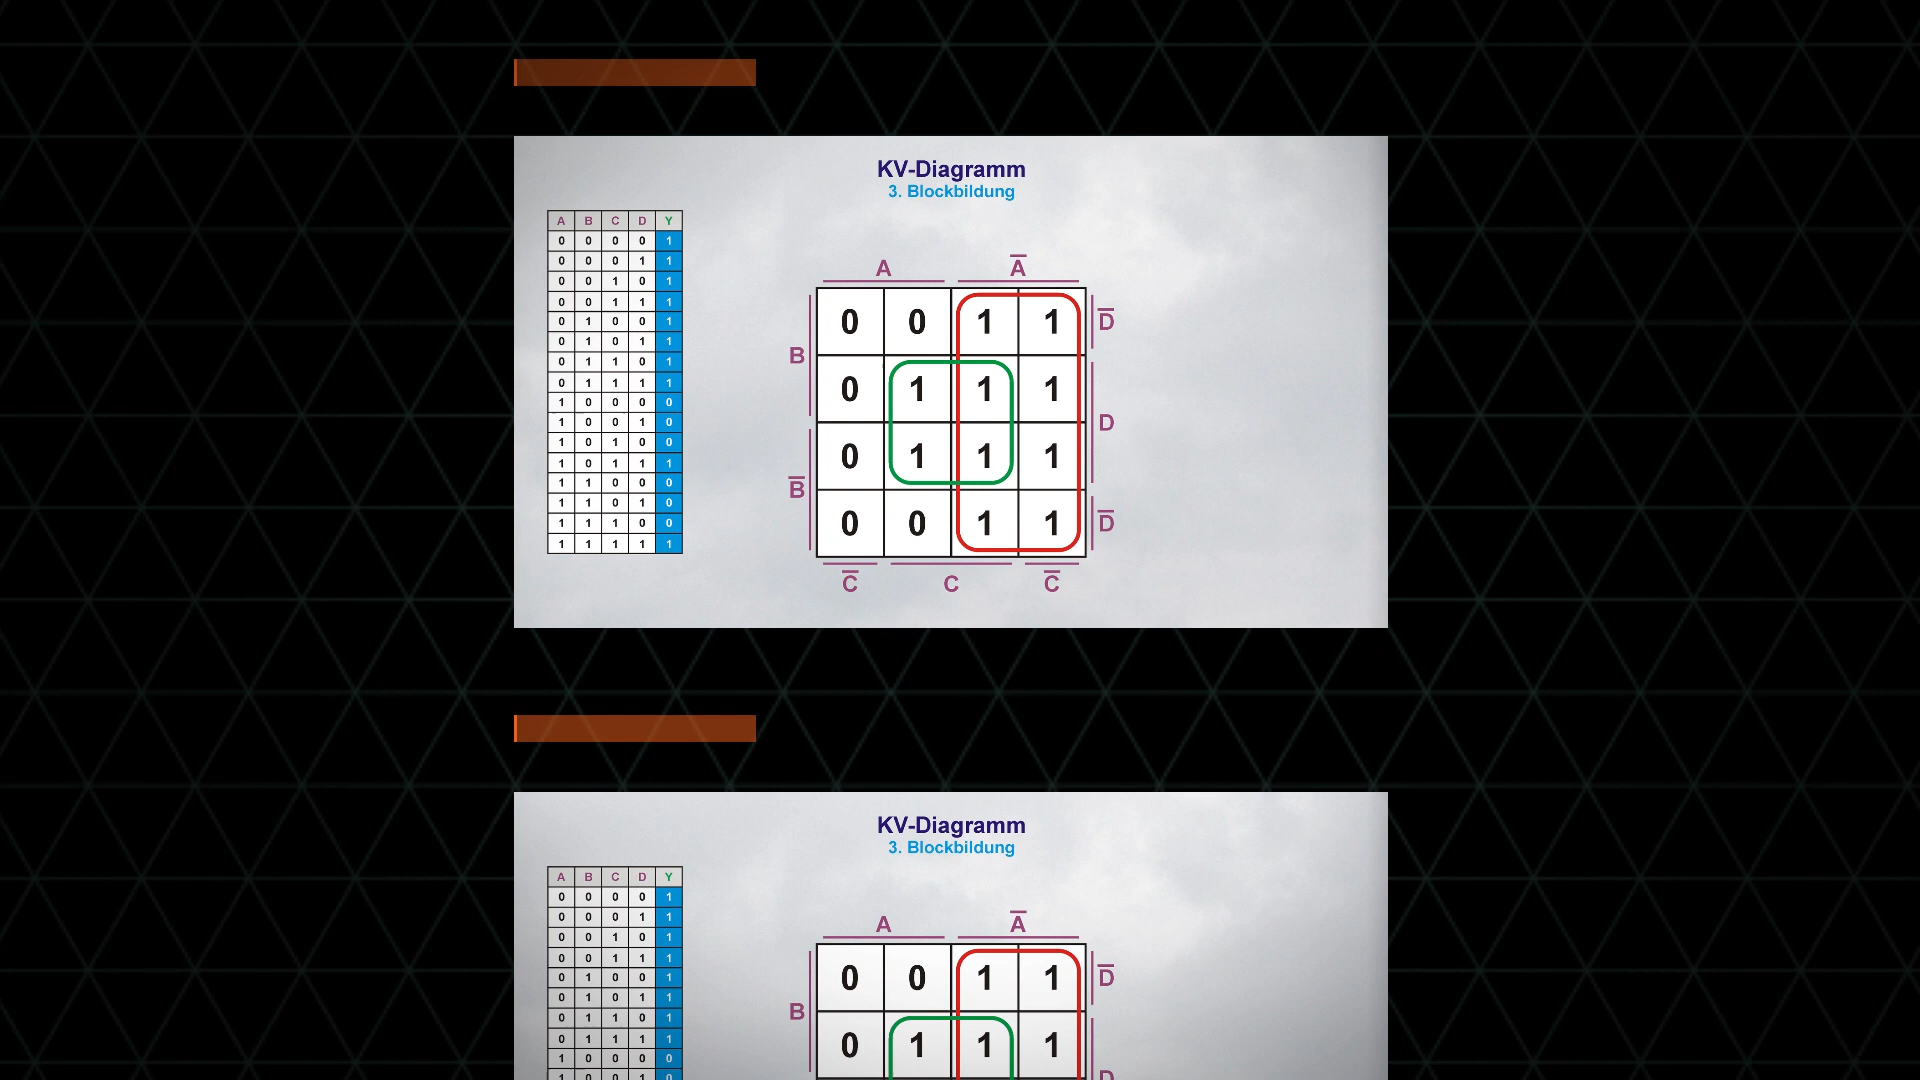 KV-Diagramm
3. Blockbildung
A B C D Y
0 0 0 0 1
0 0 0 1 1
0 0 1 0 1
0 0 1 1 1
0 1 0 0 1
0 1 0 1 1
0 1 1 0 1
0 1 1 1 1
1 0 0 0 0
1 0 0 1 0
1 0 1 0 0
1 0 1 1 1
1 1 0 0 0
1 1 0 1 0
1 1 1 0 0
1 1 1 1 1
A A̅
0 0 1 1 D̅
B
0 1 1 1
D
0 1 1 1
B̅
0 0 1 1 D̅
C̅ C C̅
KV-Diagramm
3. Blockbildung
A B C D Y
0 0 0 0 1
0 0 0 1 1
0 0 1 0 1
0 0 1 1 1
0 1 0 0 1
0 1 0 1 1
0 1 1 0 1
0 1 1 1 1
1 0 0 0 0
1 0 0 1 0
A A̅
0 0 1 1 D̅
B
0 1 1 1
D